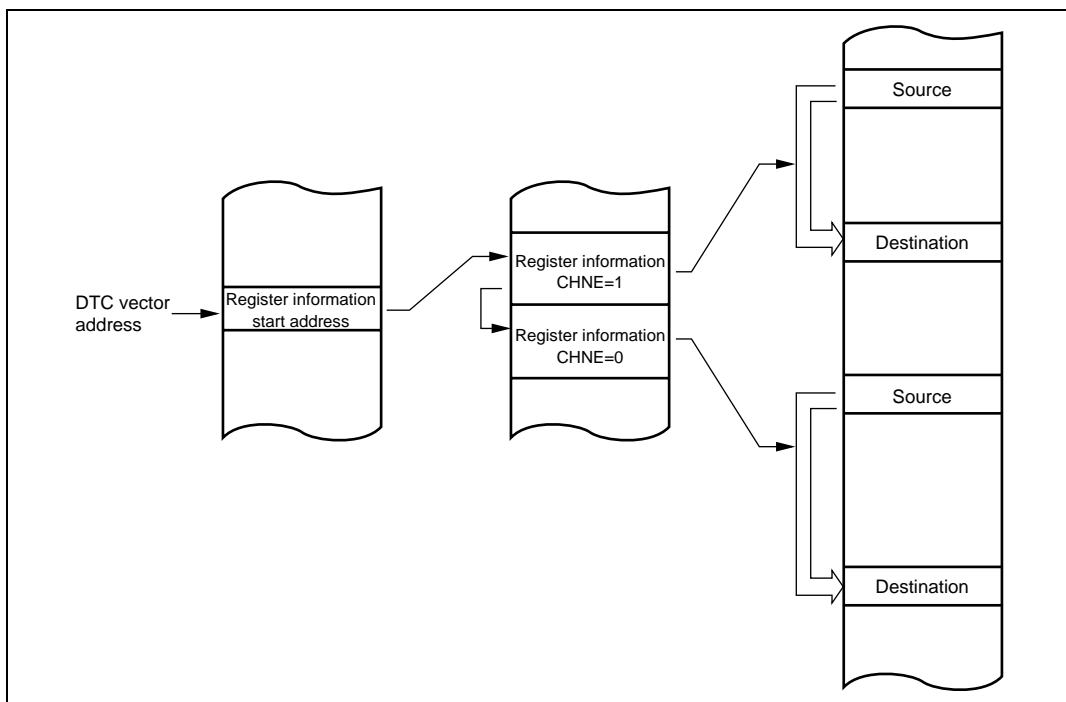 DTC vector
address
Register information
start address
Register information
CHNE=1
Register information
CHNE=0
Source
Destination
Source
Destination